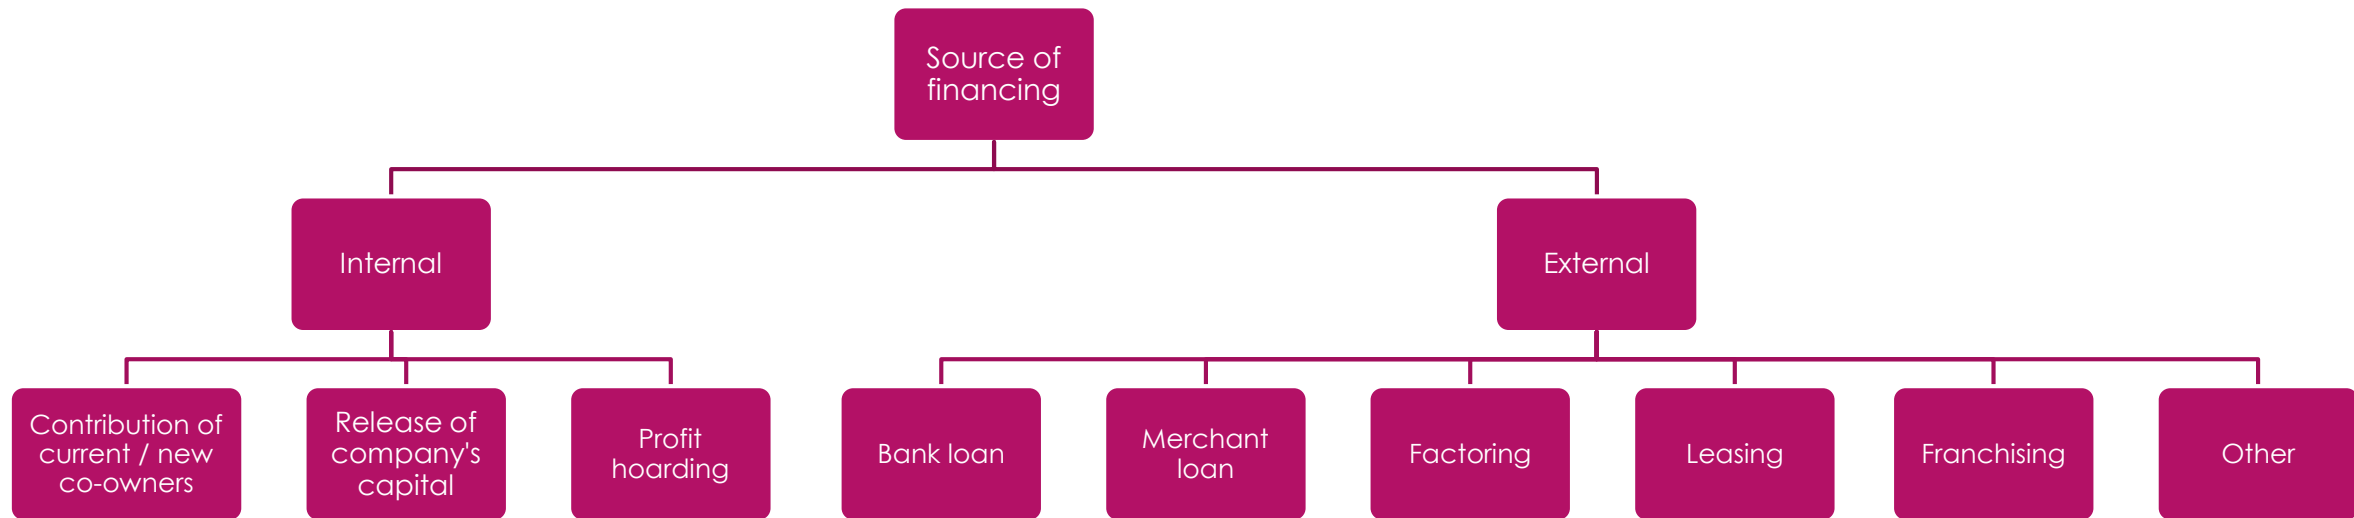 Source of
financing
Internal
External
Contribution of
current / new
co-owners
Release of
company's
capital
Profit
hoarding
Bank loan
Merchant
loan
Factoring
Leasing
Franchising
Other